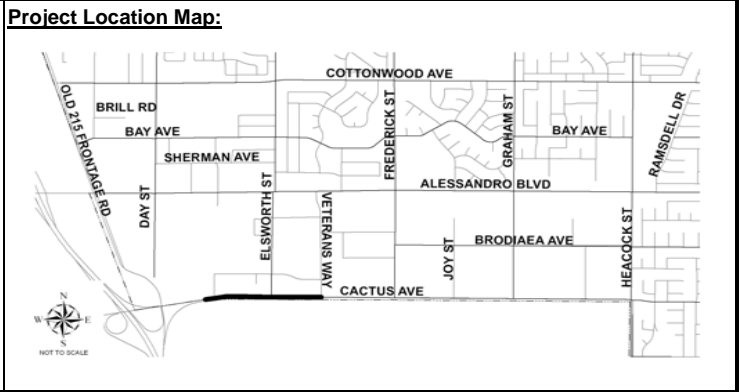 Project Location Map:
COTTONWOOD AVE
OLD 215 FRONTAGE RD
BRILL RD
BAY AVE
FREDERICK ST
GRAHAM ST
BAY AVE
RAMSDELL DR
SHERMAN AVE
ALESSANDRO BLVD
DAY ST
ELSWORTH ST
VETERANS WAY
JOY ST
BRODIAEA AVE
HEACOCK ST
CACTUS AVE
N
W E
S
NOT TO SCALE